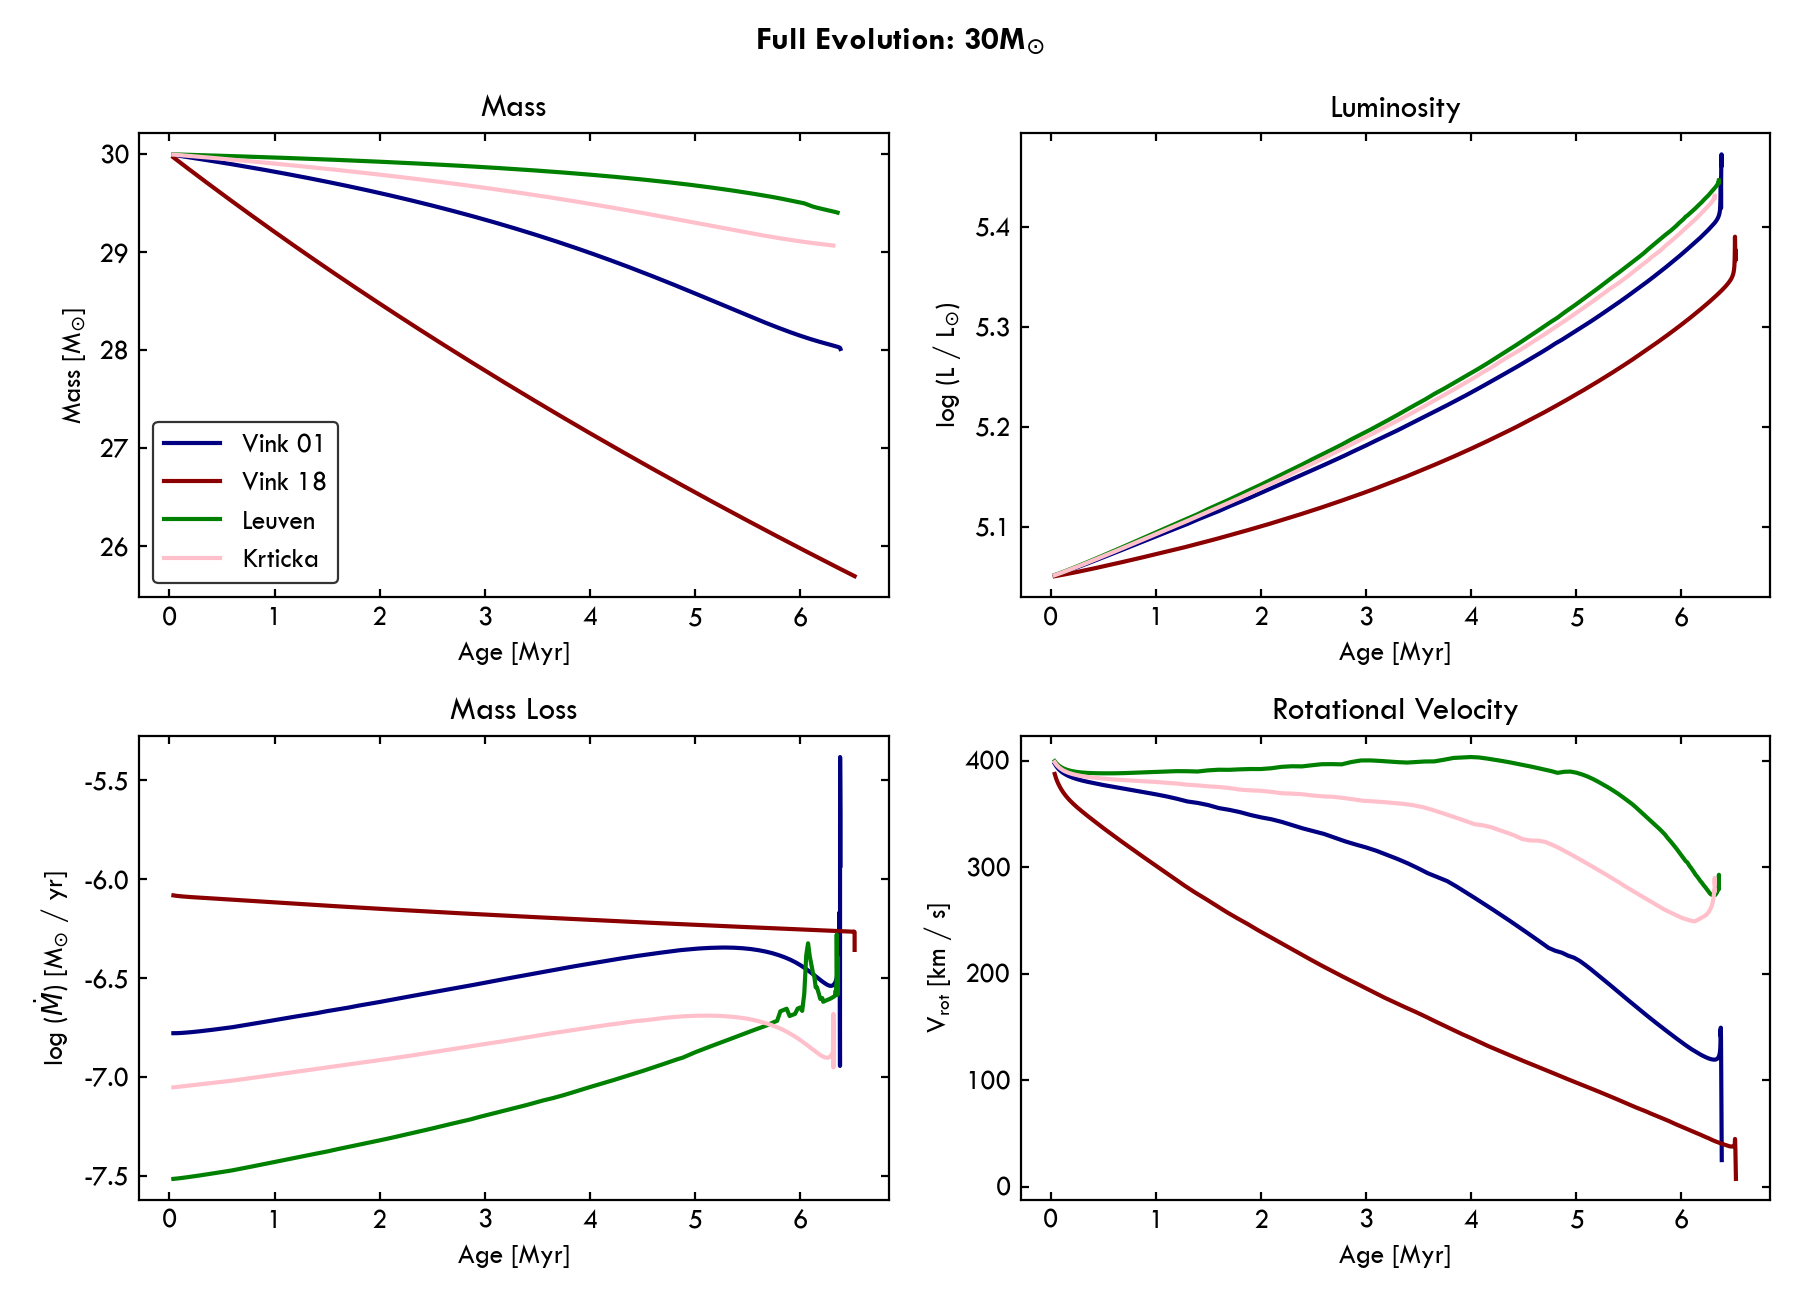 Full Evolution: 30M⊙
Mass
Mass [M⊙]
30
29
28
27
26
Vink 01
Vink 18
Leuven
Krticka
0 1 2 3 4 5 6
Age [Myr]
Luminosity
log (L / L⊙)
5.4
5.3
5.2
5.1
0 1 2 3 4 5 6
Age [Myr]
Mass Loss
log (Ṁ) [M⊙ / yr]
-5.5
-6.0
-6.5
-7.0
-7.5
0 1 2 3 4 5 6
Age [Myr]
Rotational Velocity
Vrot [km / s]
400
300
200
100
0
0 1 2 3 4 5 6
Age [Myr]